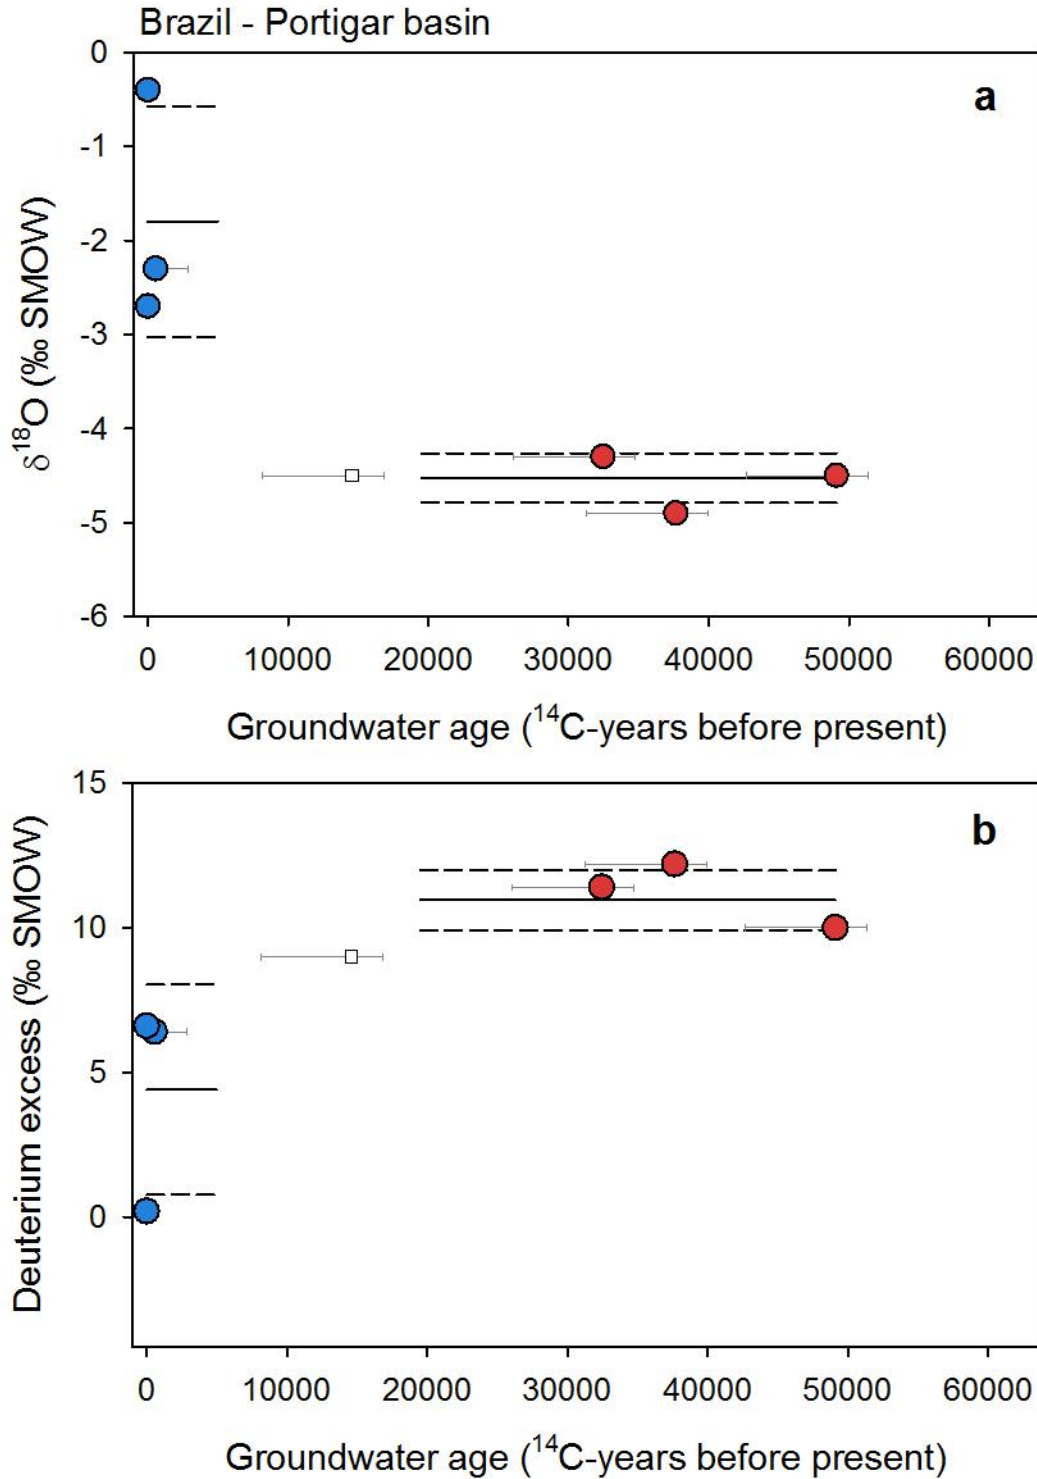 Brazil - Portigar basin
a
0
-1
-2
-3
-4
-5
-6
δ18O (‰ SMOW)
0 10000 20000 30000 40000 50000 60000
Groundwater age (14C-years before present)
b
15
10
5
0
Deuterium excess (‰ SMOW)
0 10000 20000 30000 40000 50000 60000
Groundwater age (14C-years before present)